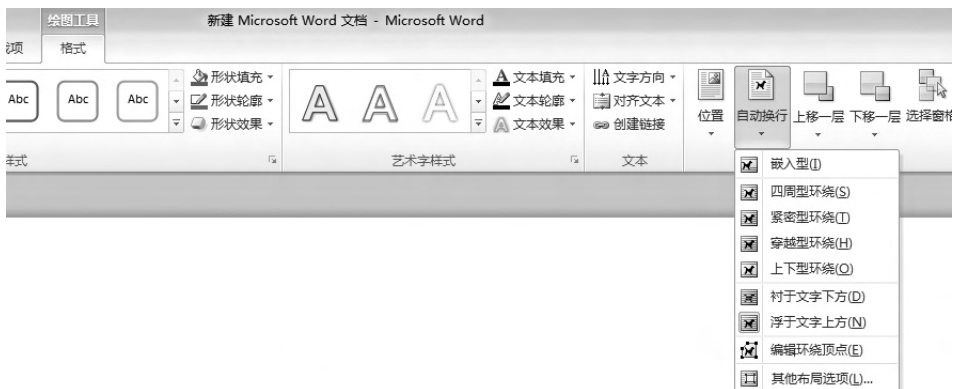 绘图工具
新建 Microsoft Word 文档 - Microsoft Word
格式
Abc
Abc
Abc
形状填充
形状轮廓
形状效果
A
A
A
A 文本填充
文本轮廓
文本效果
文字方向
对齐文本
创建链接
位置
自动换行
上移一层
下移一层
选择窗格
样式
艺术字样式
文本
嵌入型(I)
四周型环绕(S)
紧密型环绕(T)
穿越型环绕(H)
上下型环绕(O)
衬于文字下方(D)
浮于文字上方(N)
编辑环绕顶点(E)
其他布局选项(L)...